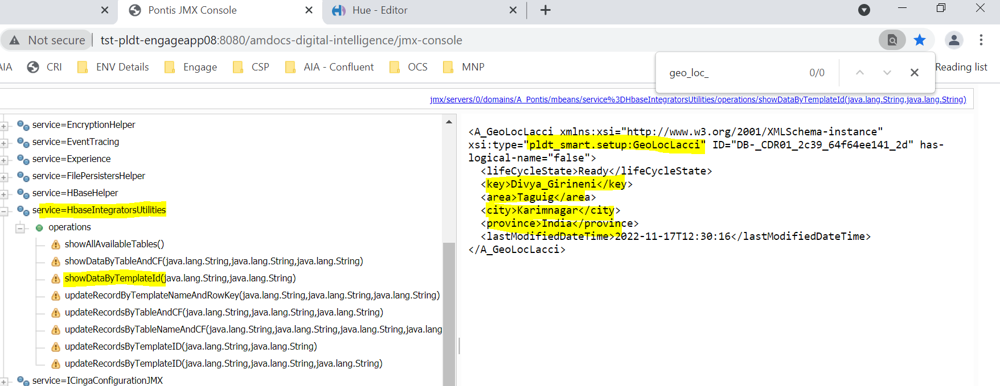 Pontis JMX Console
Hue - Editor
Not secure
tst-pldt-engageapp08:8080/amdocs-digital-intelligence/jmx-console
AIA
CRI
ENV Details
Engage
CSP
AIA - Confluent
OCS
MNP
geo_loc_
0/0
Reading list
jmx/servers/0/domains/A_Pontis/mbeans/service%3DHbaseIntegratorsUtilities/operations/showDataByTemplateId(java.lang.String,java.lang.String)
service=EncryptionHelper
service=EventTracing
service=Experience
service=FilePersistersHelper
service=HBaseHelper
service=HbaseIntegratorsUtilities
operations
showAllAvailableTables()
showDataByTableAndCF(java.lang.String,java.lang.String,java.lang.String)
showDataByTemplateId(java.lang.String,java.lang.String)
updateRecordByTemplateNameAndRowKey(java.lang.String,java.lang.String,java.lang.String)
updateRecordsByTableAndCF(java.lang.String,java.lang.String,java.lang.String)
updateRecordsByTableNameAndCF(java.lang.String,java.lang.String,java.lang.String,java.lang
updateRecordsByTemplateID(java.lang.String,java.lang.String)
updateRecordsByTemplateID(java.lang.String,java.lang.String,java.lang.String)
service=ICingaConfigurationJMX
<A_GeoLocLacci xmlns:xsi="http://www.w3.org/2001/XMLSchema-instance"
xsi:type="pldt_smart.setup:GeoLocLacci" ID="DB-_CDR01_2c39_64f64ee141_2d" has-
logical-name="false">
<lifeCycleState>Ready</lifeCycleState>
<key>Divya_Girineni</key>
<area>Taguig</area>
<city>Karimnagar</city>
<province>India</province>
<lastModifiedDateTime>2022-11-17T12:30:16</lastModifiedDateTime>
</A_GeoLocLacci>